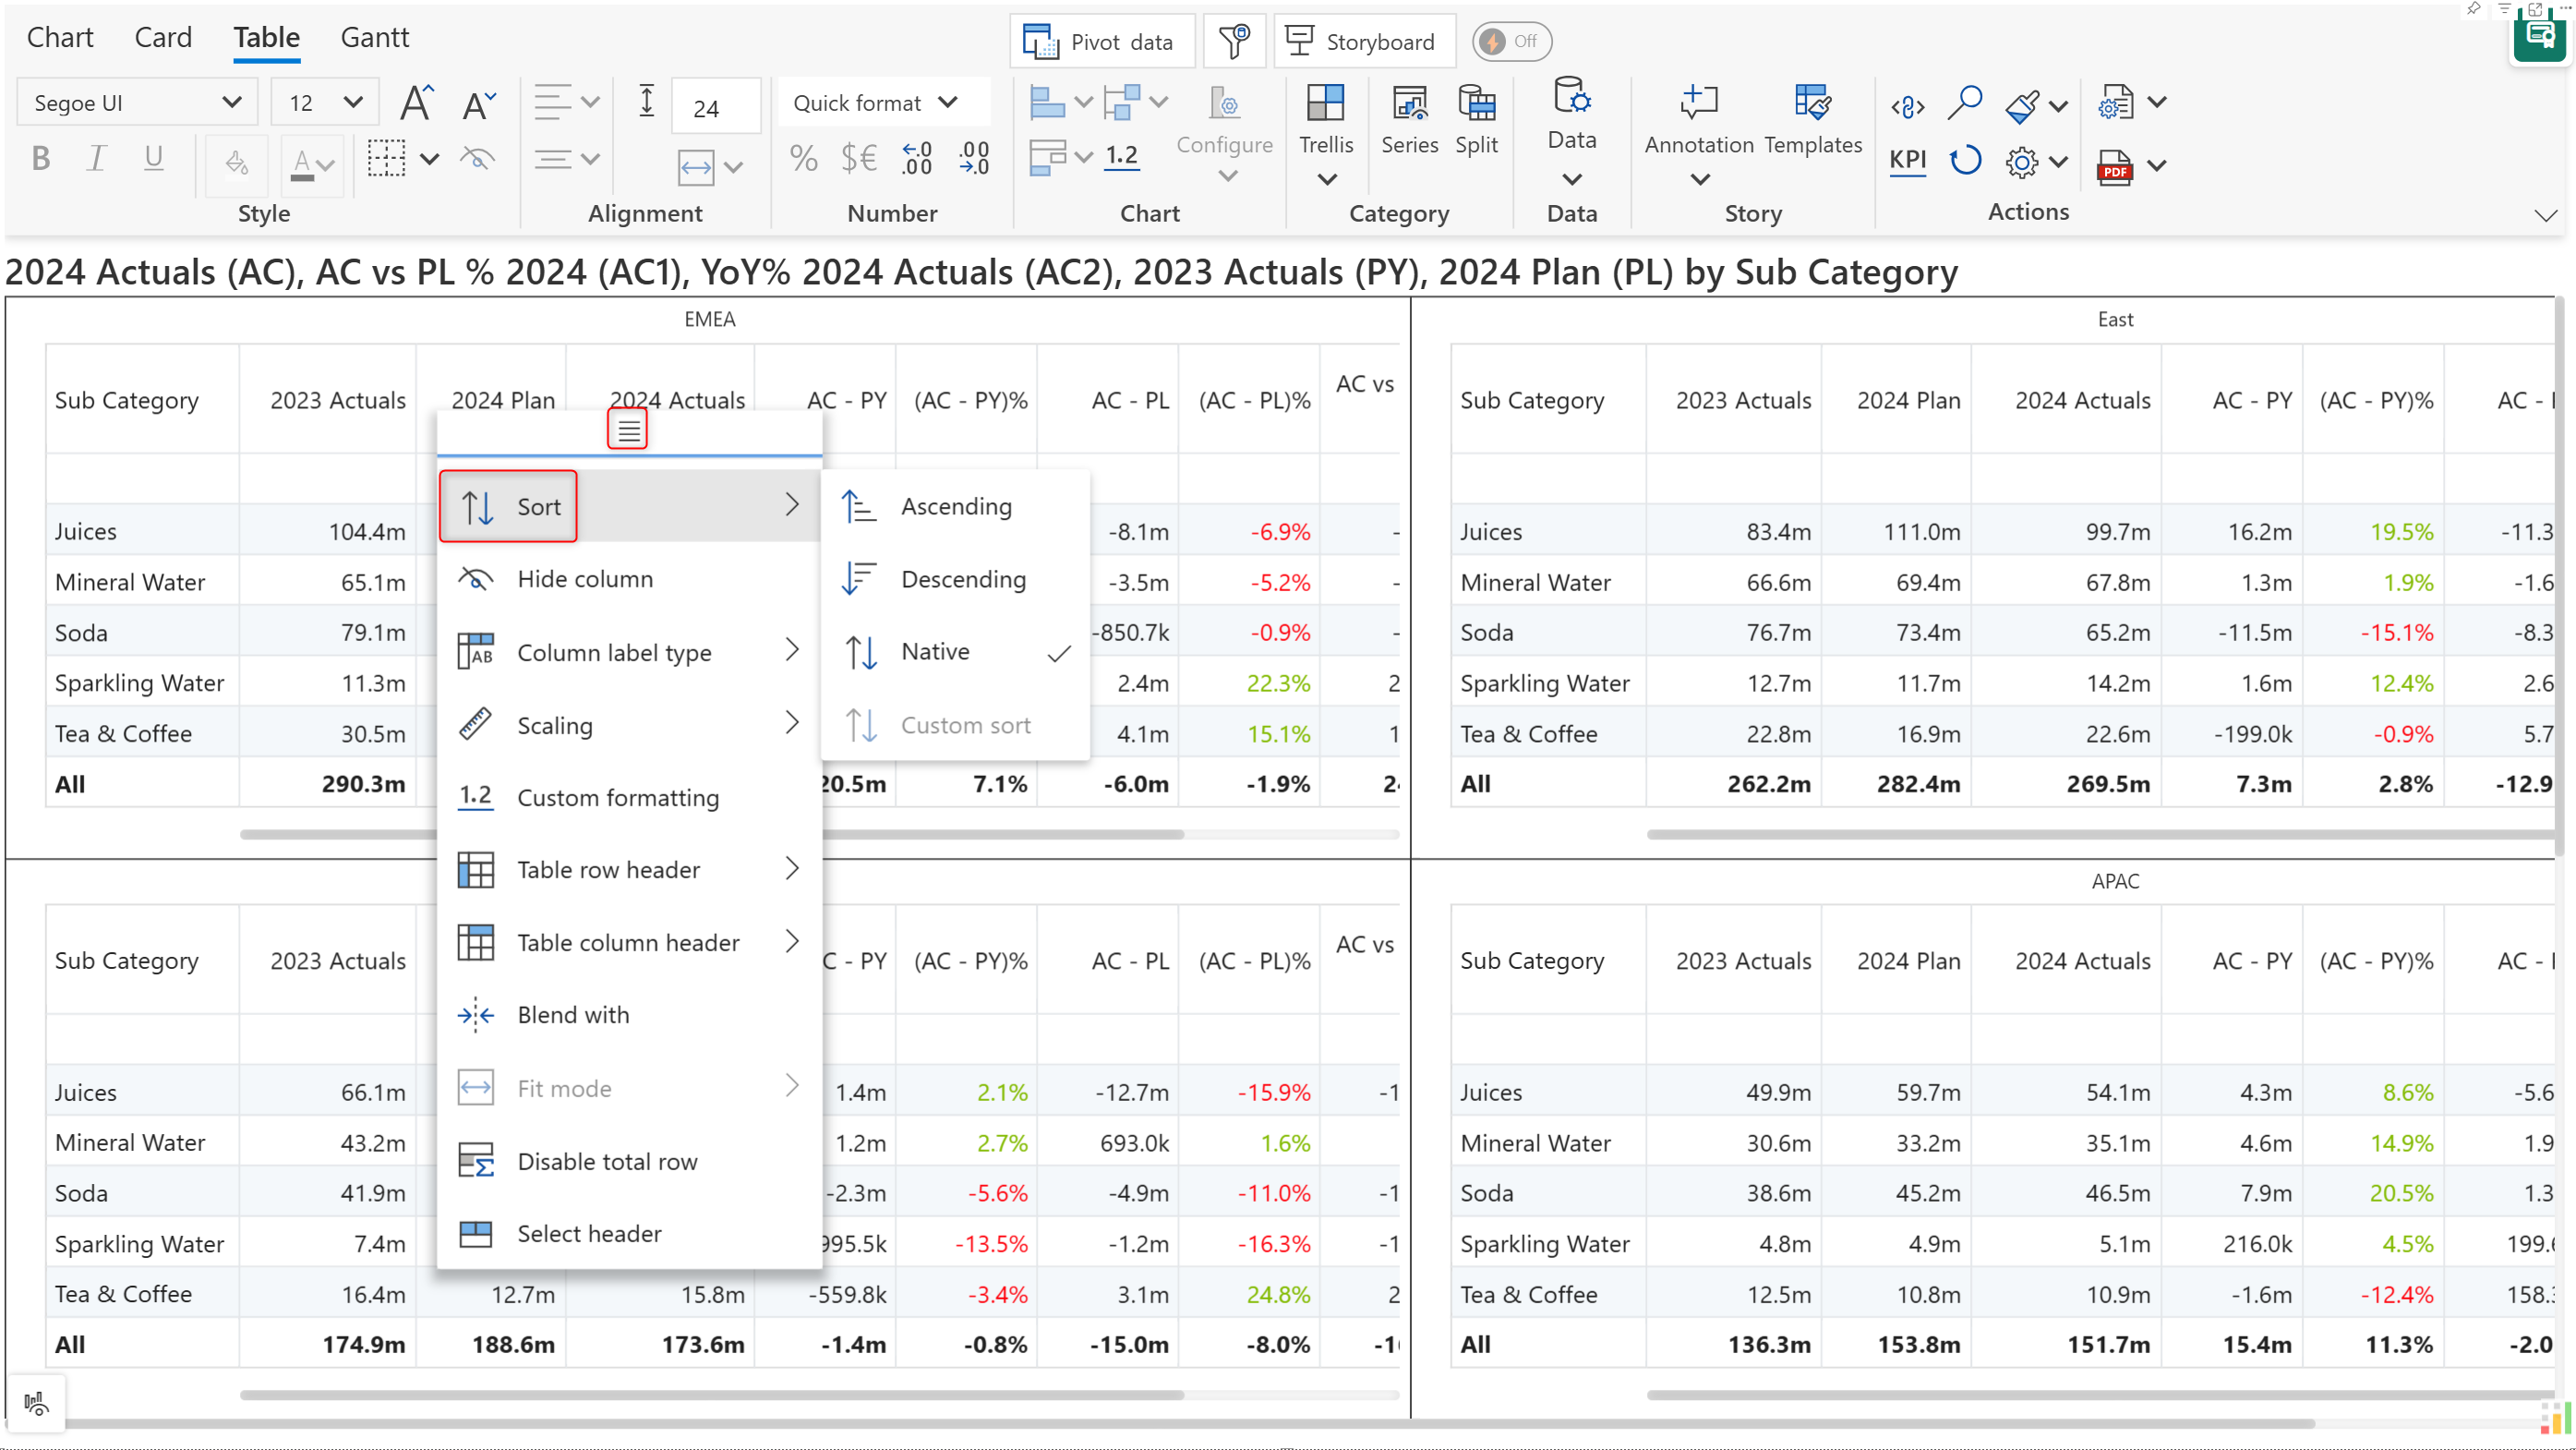 Chart Card Table Gantt
Pivot data Storyboard Off
Segoe UI 12 24 Quick format
B I U A % $€ .0 .00 .00 .0 1.2 Configure Trellis Series Split Data Annotation Templates KPI PDF
Style Alignment Number Chart Category Data Story Actions
2024 Actuals (AC), AC vs PL % 2024 (AC1), YoY% 2024 Actuals (AC2), 2023 Actuals (PY), 2024 Plan (PL) by Sub Category
EMEA
Sub Category 2023 Actuals 2024 Plan 2024 Actuals AC - PY (AC - PY)% AC - PL (AC - PL)% AC vs
Juices 104.4m -8.1m -6.9% -
Mineral Water 65.1m -3.5m -5.2% -
Soda 79.1m -850.7k -0.9% -
Sparkling Water 11.3m 2.4m 22.3% 2
Tea & Coffee 30.5m 4.1m 15.1% 1
All 290.3m 20.5m 7.1% -6.0m -1.9%
Sort
Hide column
Column label type
Scaling
1.2 Custom formatting
Table row header
Table column header
Blend with
Fit mode
Disable total row
Select header
Ascending
Descending
Native
Custom sort
East
Sub Category 2023 Actuals 2024 Plan 2024 Actuals AC - PY (AC - PY)% AC -
Juices 83.4m 111.0m 99.7m 16.2m 19.5% -11.3
Mineral Water 66.6m 69.4m 67.8m 1.3m 1.9% -1.6
Soda 76.7m 73.4m 65.2m -11.5m -15.1% -8.3
Sparkling Water 12.7m 11.7m 14.2m 1.6m 12.4% 2.6
Tea & Coffee 22.8m 16.9m 22.6m -199.0k -0.9% 5.7
All 262.2m 282.4m 269.5m 7.3m 2.8% -12.9
Sub Category 2023 Actuals C - PY (AC - PY)% AC - PL (AC - PL)% AC vs
Juices 66.1m 1.4m 2.1% -12.7m -15.9% -1
Mineral Water 43.2m 1.2m 2.7% 693.0k 1.6%
Soda 41.9m -2.3m -5.6% -4.9m -11.0% -1
Sparkling Water 7.4m 995.5k -13.5% -1.2m -16.3% -1
Tea & Coffee 16.4m 12.7m 15.8m -559.8k -3.4% 3.1m 24.8% 2
All 174.9m 188.6m 173.6m -1.4m -0.8% -15.0m -8.0%
APAC
Sub Category 2023 Actuals 2024 Plan 2024 Actuals AC - PY (AC - PY)% AC -
Juices 49.9m 59.7m 54.1m 4.3m 8.6% -5.6
Mineral Water 30.6m 33.2m 35.1m 4.6m 14.9% 1.9
Soda 38.6m 45.2m 46.5m 7.9m 20.5% 1.3
Sparkling Water 4.8m 4.9m 5.1m 216.0k 4.5% 199.
Tea & Coffee 12.5m 10.8m 10.9m -1.6m -12.4% 158.
All 136.3m 153.8m 151.7m 15.4m 11.3% -2.0